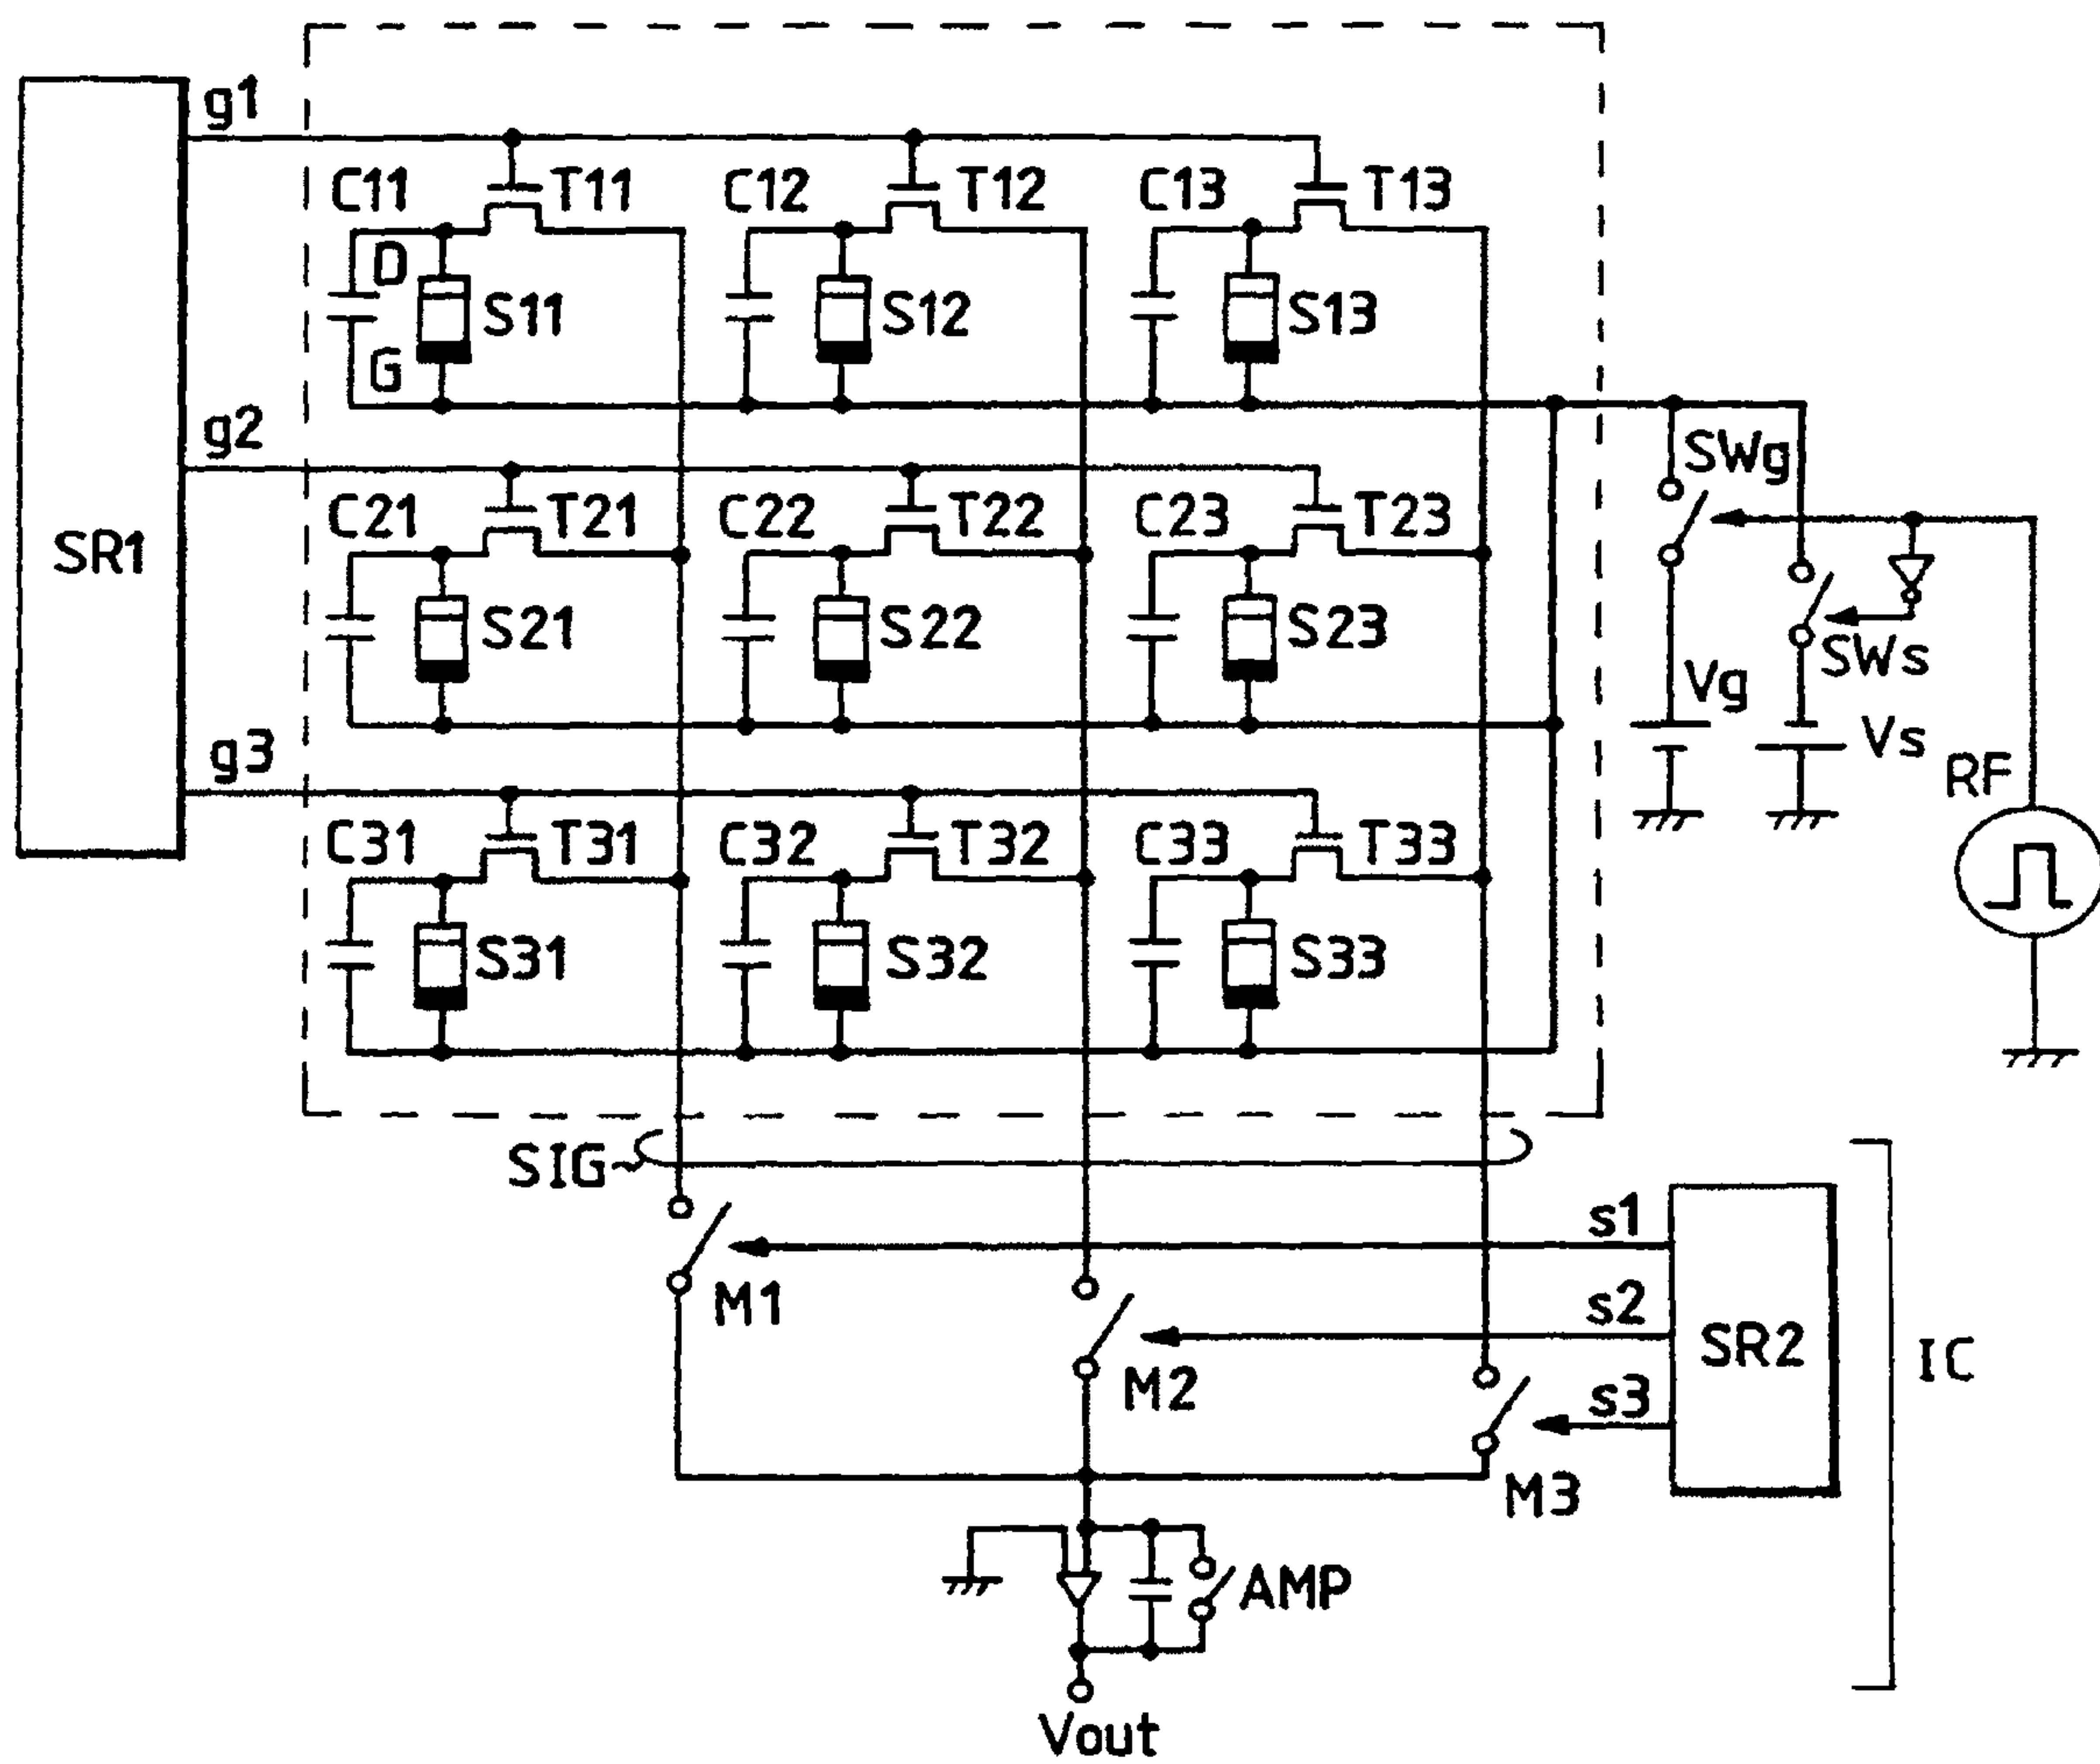 g1
C11 T11 C12 T12 C13 T13
D
S11 S12 S13
G
g2
SWg
C21 T21 C22 T22 C23 T23
SR1
S21 S22 S23
SWs
Vg
Vs
g3
RF
C31 T31 C32 T32 C33 T33
S31 S32 S33
SIG
s1
M1
s2
SR2
IC
M2
s3
M3
AMP
Vout